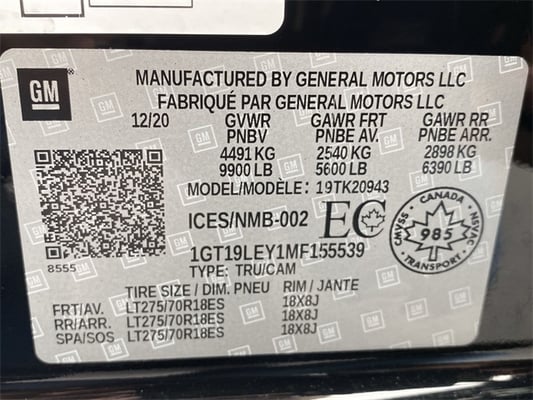 GM
MANUFACTURED BY GENERAL MOTORS LLC
FABRIQUÉ PAR GENERAL MOTORS LLC
12/20 GVWR GAWR FRT GAWR RR
PNBV PNBE AV. PNBE ARR.
4491 KG 2540 KG 2898 KG
9900 LB 5600 LB 6390 LB
MODEL/MODÈLE: 19TK20943
ICES/NMB-002 EC
CANADA
CMVSS NSVAC
985
TRANSPORT
8555
1GT19LEY1MF155539
TYPE: TRU/CAM
TIRE SIZE / DIM. PNEU RIM / JANTE
FRT/AV. LT275/70R18ES 18X8J
RR/ARR. LT275/70R18ES 18X8J
SPA/SOS LT275/70R18ES 18X8J